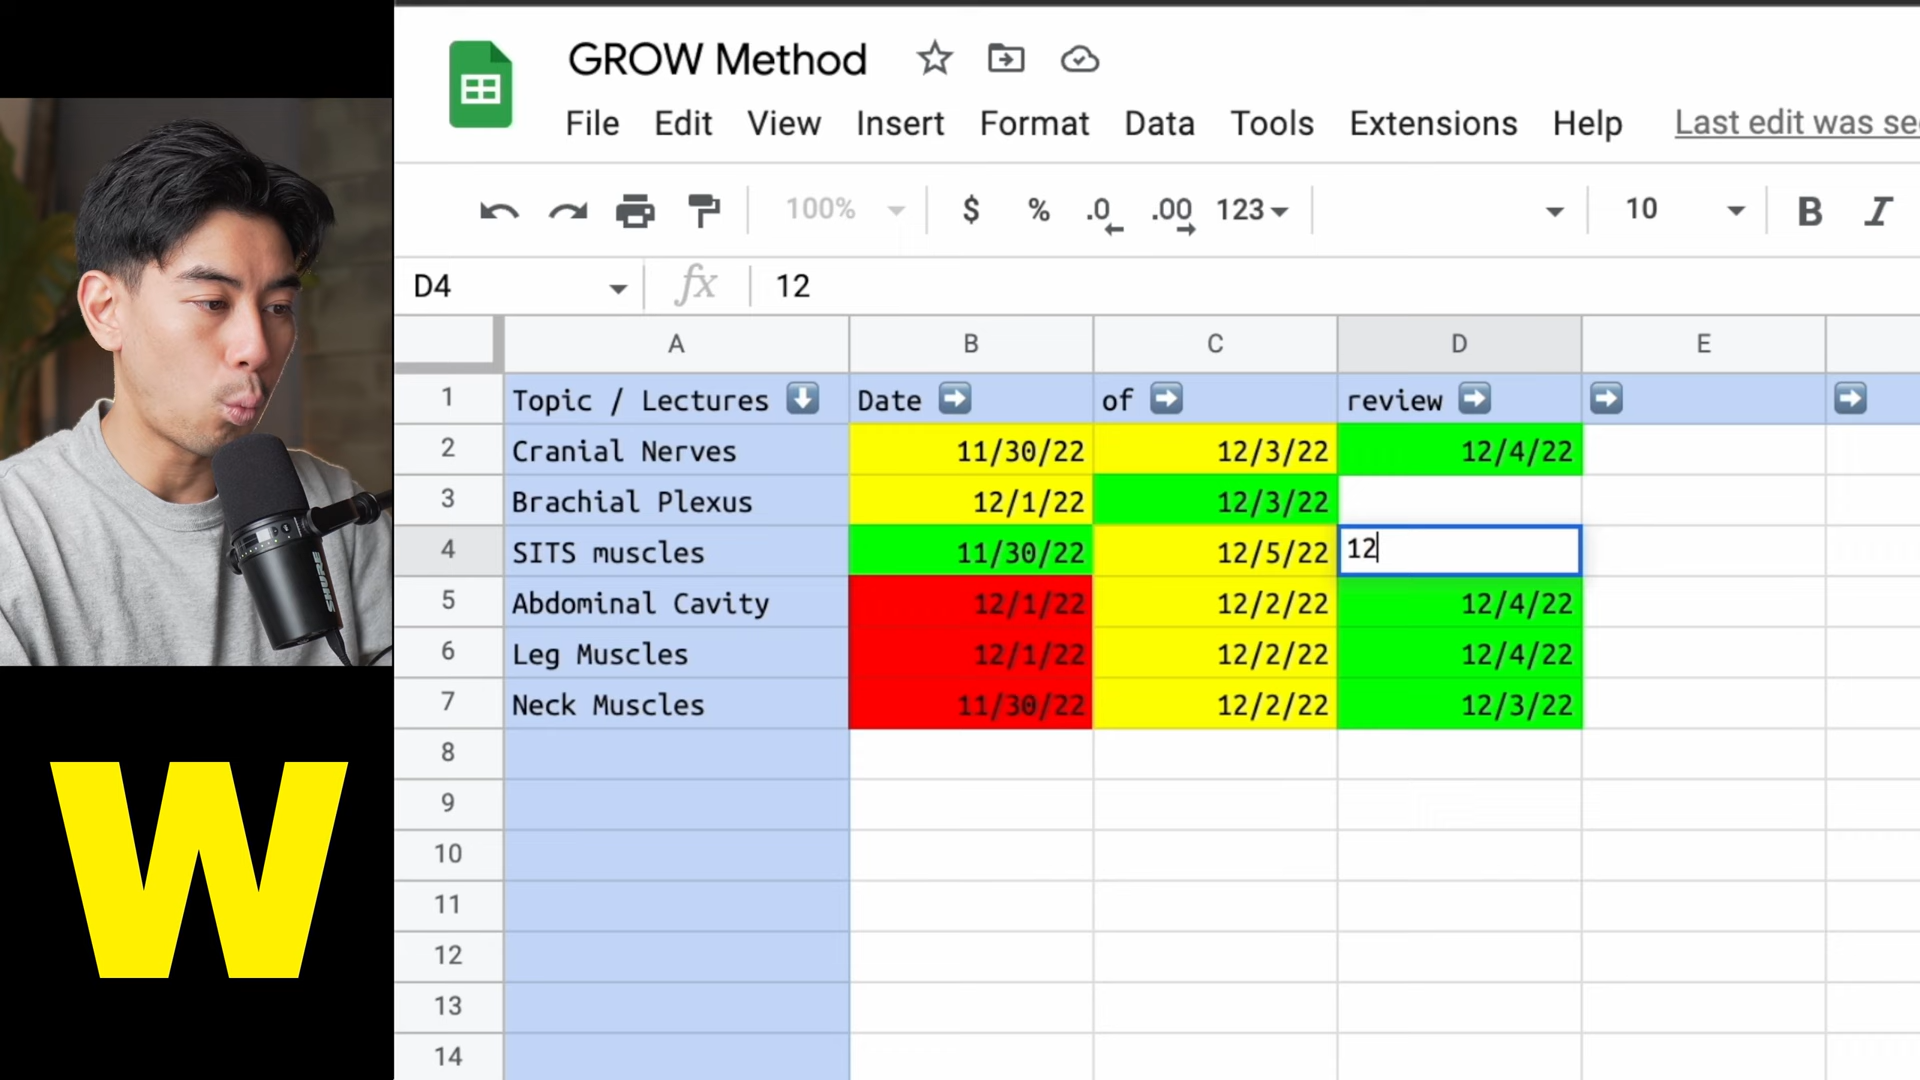 GROW Method
File Edit View Insert Format Data Tools Extensions Help Last edit was se
100% $ % .0 .00 123 10 B I
D4 fx 12
A B C D E
1 Topic / Lectures Date of review
2 Cranial Nerves 11/30/22 12/3/22 12/4/22
3 Brachial Plexus 12/1/22 12/3/22
4 SITS muscles 11/30/22 12/5/22 12
5 Abdominal Cavity 12/1/22 12/2/22 12/4/22
6 Leg Muscles 12/1/22 12/2/22 12/4/22
7 Neck Muscles 11/30/22 12/2/22 12/3/22
8
9
10
11
12
13
14
SHURE
W